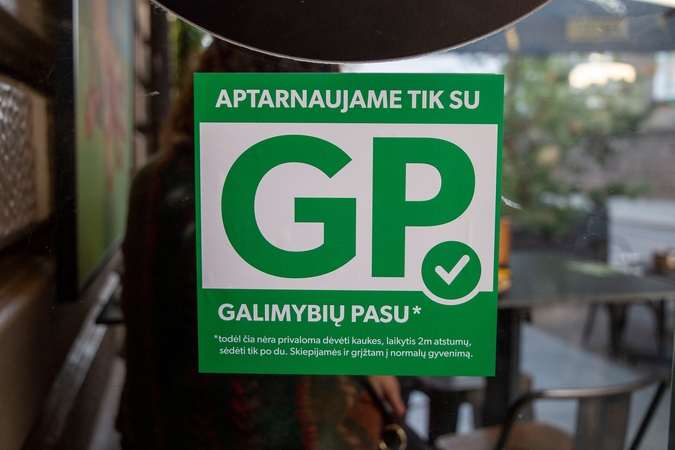 APTARNAUJAME TIK SU
GP
GALIMYBIŲ PASU*
*todėl čia nėra privaloma dėvėti kaukes, laikytis 2m atstumų,
sėdėti tik po du. Skiepijamės ir grįžtam į normalų gyvenimą.